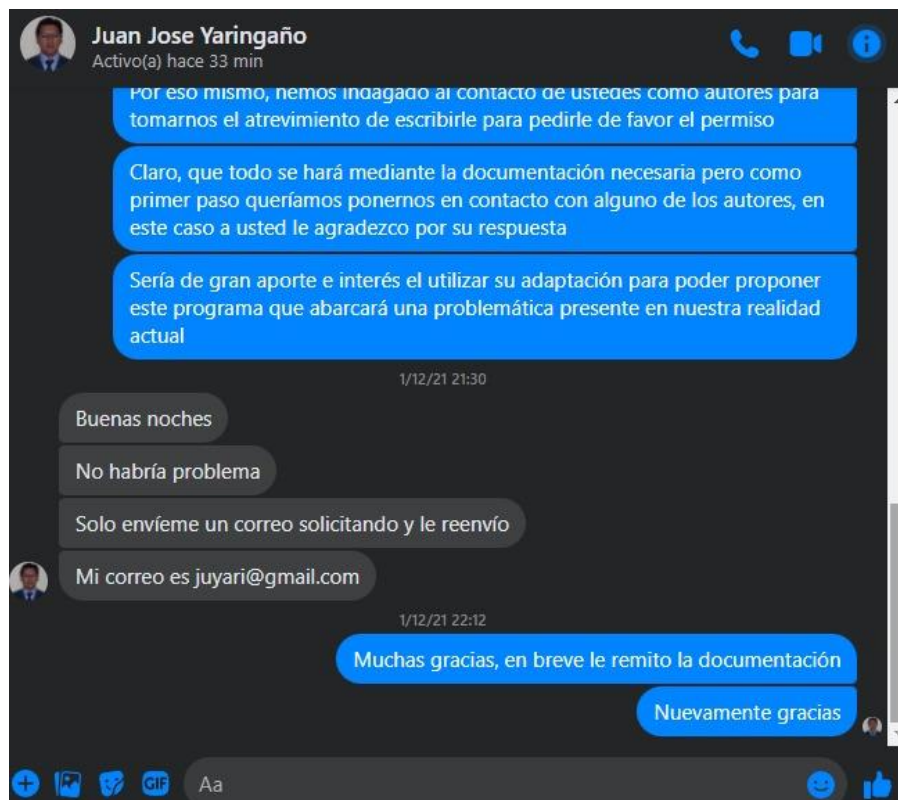 Juan Jose Yaringaño
Activo(a) hace 33 min
Por eso mismo, hemos indagado al contacto de ustedes como autores para
tomarnos el atrevimiento de escribirle para pedirle de favor el permiso
Claro, que todo se hará mediante la documentación necesaria pero como
primer paso queríamos ponernos en contacto con alguno de los autores, en
este caso a usted le agradezco por su respuesta
Sería de gran aporte e interés el utilizar su adaptación para poder proponer
este programa que abarcará una problemática presente en nuestra realidad
actual
1/12/21 21:30
Buenas noches
No habría problema
Solo envíeme un correo solicitando y le reenvío
Mi correo es juyari@gmail.com
1/12/21 22:12
Muchas gracias, en breve le remito la documentación
Nuevamente gracias
GIF
Aa